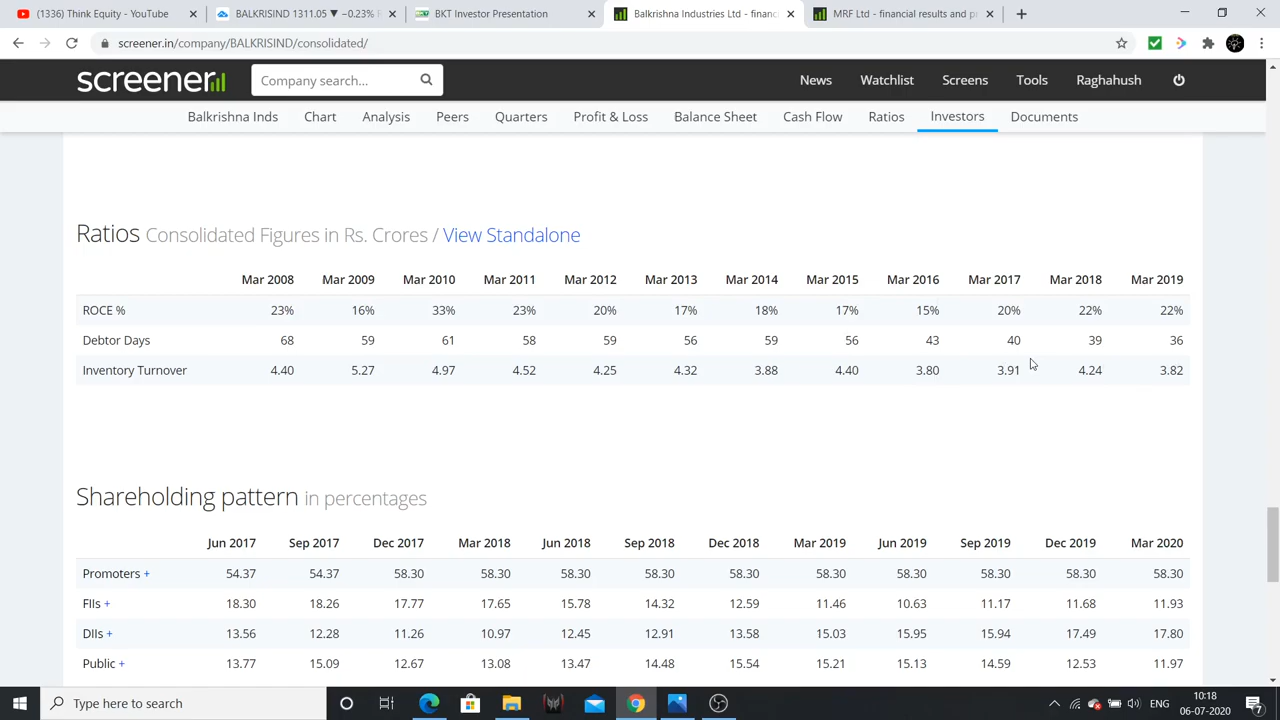 (1336) Think Equity - YouTube
BALKRISIND 1311.05 ▼ −0.23% R
BKT Investor Presentation
Balkrishna Industries Ltd - financ
MRF Ltd - financial results and pr
screener.in/company/BALKRISIND/consolidated/
screener
Company search...
News
Watchlist
Screens
Tools
Raghahush
Balkrishna Inds
Chart
Analysis
Peers
Quarters
Profit & Loss
Balance Sheet
Cash Flow
Ratios
Investors
Documents
Ratios Consolidated Figures in Rs. Crores / View Standalone
Mar 2008 Mar 2009 Mar 2010 Mar 2011 Mar 2012 Mar 2013 Mar 2014 Mar 2015 Mar 2016 Mar 2017 Mar 2018 Mar 2019
ROCE % 23% 16% 33% 23% 20% 17% 18% 17% 15% 20% 22% 22%
Debtor Days 68 59 61 58 59 56 59 56 43 40 39 36
Inventory Turnover 4.40 5.27 4.97 4.52 4.25 4.32 3.88 4.40 3.80 3.91 4.24 3.82
Shareholding pattern in percentages
Jun 2017 Sep 2017 Dec 2017 Mar 2018 Jun 2018 Sep 2018 Dec 2018 Mar 2019 Jun 2019 Sep 2019 Dec 2019 Mar 2020
Promoters + 54.37 54.37 58.30 58.30 58.30 58.30 58.30 58.30 58.30 58.30 58.30 58.30
FIIs + 18.30 18.26 17.77 17.65 15.78 14.32 12.59 11.46 10.63 11.17 11.68 11.93
DIIs + 13.56 12.28 11.26 10.97 12.45 12.91 13.58 15.03 15.95 15.94 17.49 17.80
Public + 13.77 15.09 12.67 13.08 13.47 14.48 15.54 15.21 15.13 14.59 12.53 11.97
Type here to search
ENG
10:18
06-07-2020
7